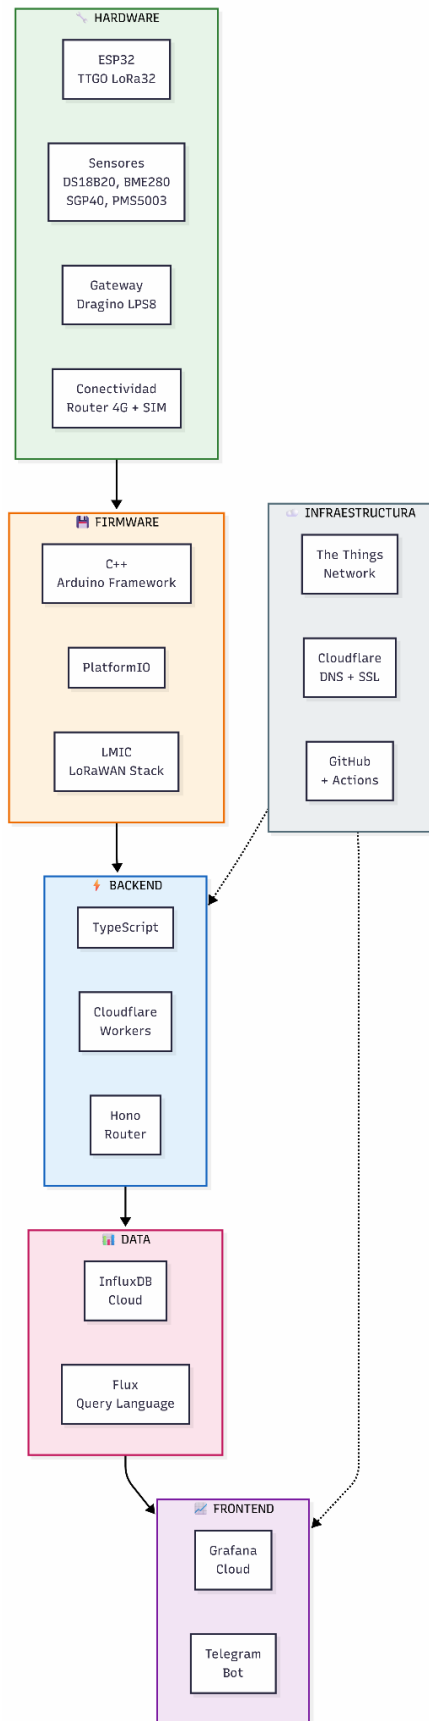 HARDWARE
ESP32
TTGO LoRa32
Sensores
DS18B20, BME280
SGP40, PMS5003
Gateway
Dragino LPS8
Conectividad
Router 4G + SIM
FIRMWARE
C++
Arduino Framework
PlatformIO
LMIC
LoRaWAN Stack
INFRAESTRUCTURA
The Things
Network
Cloudflare
DNS + SSL
GitHub
+ Actions
BACKEND
TypeScript
Cloudflare
Workers
Hono
Router
DATA
InfluxDB
Cloud
Flux
Query Language
FRONTEND
Grafana
Cloud
Telegram
Bot